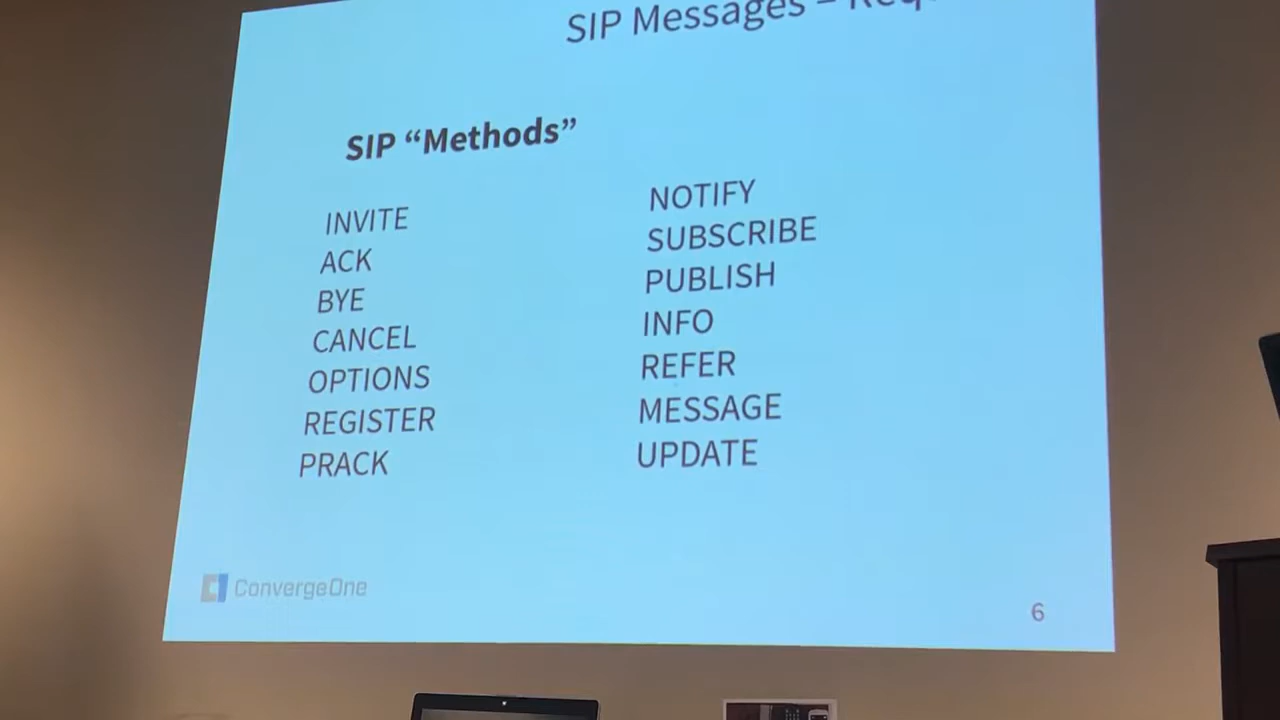 SIP Messages –
SIP “Methods”
INVITE
ACK
BYE
CANCEL
OPTIONS
REGISTER
PRACK
NOTIFY
SUBSCRIBE
PUBLISH
INFO
REFER
MESSAGE
UPDATE
ConvergeOne
6